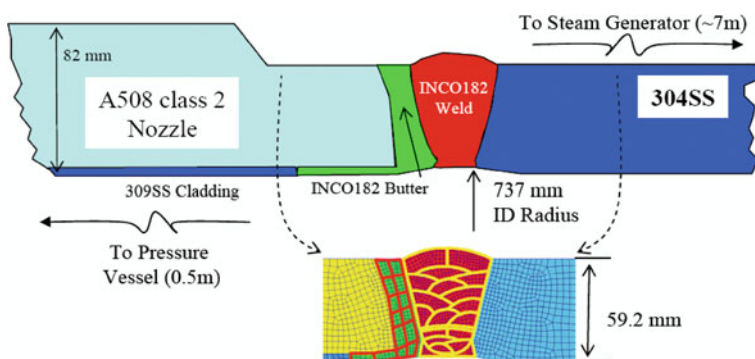 To Steam Generator (~7m)
82 mm
A508 class 2
Nozzle
INCO182
Weld
304SS
309SS Cladding
INCO182 Butter
737 mm
ID Radius
To Pressure
Vessel (0.5m)
59.2 mm